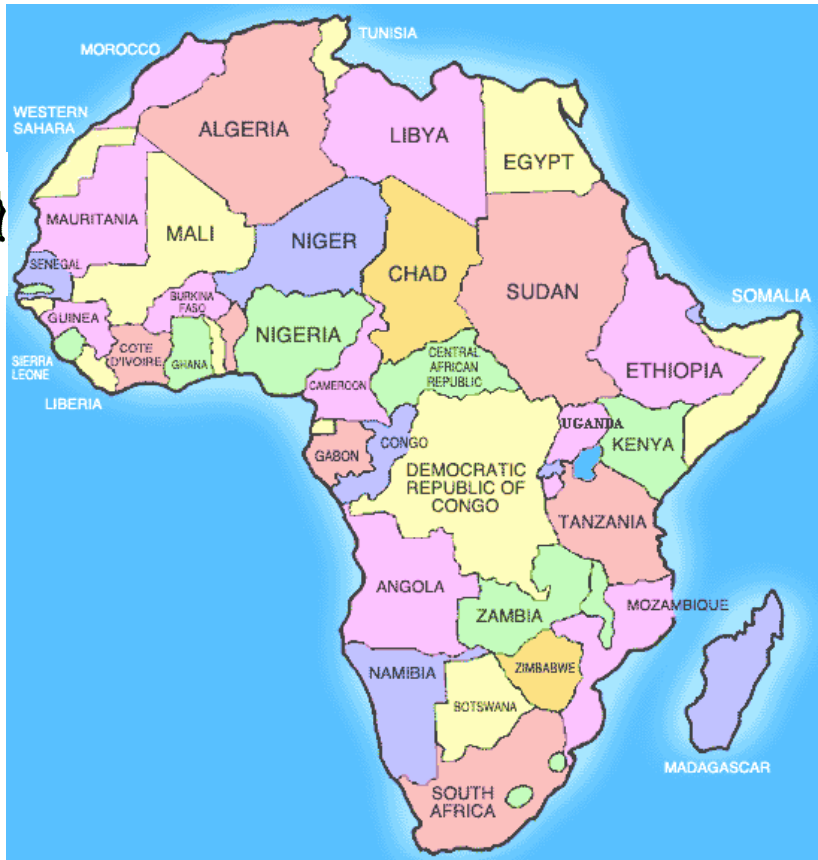 TUNISIA
MOROCCO
WESTERN
SAHARA
ALGERIA
LIBYA
EGYPT
MAURITANIA
MALI
NIGER
CHAD
SUDAN
SENEGAL
BURKINA
FASO
GUINEA
NIGERIA
SOMALIA
SIERRA
LEONE
COTE
D'IVOIRE
GHANA
CENTRAL
AFRICAN
REPUBLIC
ETHIOPIA
LIBERIA
CAMEROON
UGANDA
KENYA
GABON
CONGO
DEMOCRATIC
REPUBLIC OF
CONGO
TANZANIA
ANGOLA
ZAMBIA
MOZAMBIQUE
NAMIBIA
ZIMBABWE
BOTSWANA
MADAGASCAR
SOUTH
AFRICA